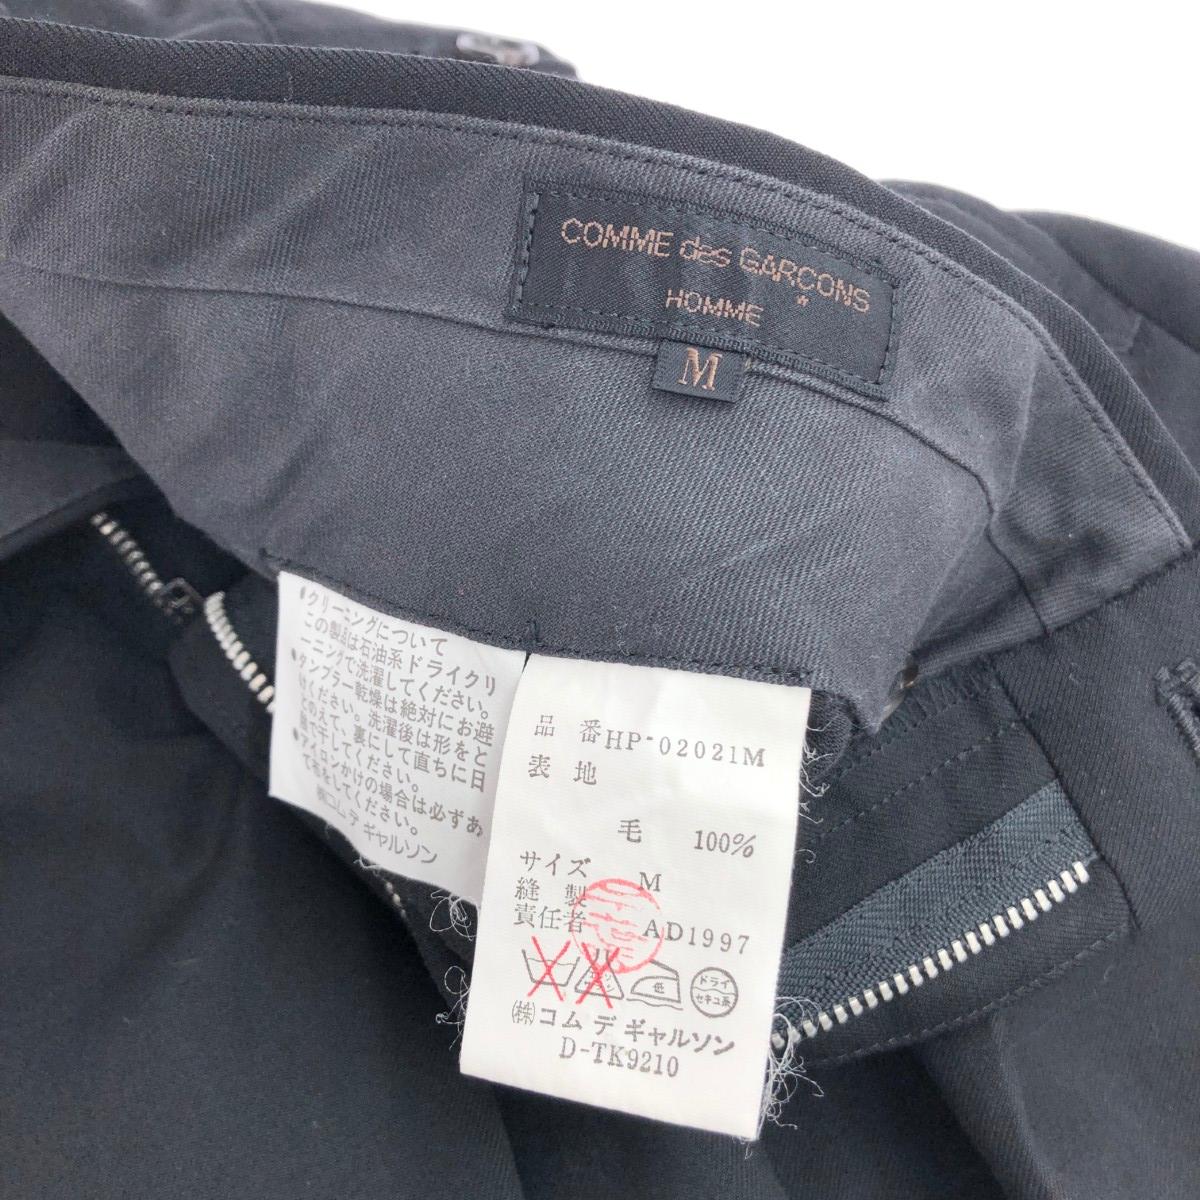 COMME des GARÇONS
HOMME
M
●クリーニングについて
この製品は石油系ドライクリ
ーニングで洗濯してください。
●タンブラー乾燥は絶対にお避
けください。洗濯後は形をと
とのえて、裏にして直ちに日
陰で干してください。
●アイロンかけの場合は必ずあ
て布をしてください。
㈱コム デ ギャルソン
品 番 HP-02021M
表 地
毛 100%
サイズ M
縫 製
責任者 AD1997
低
ドライ
セキユ系
㈱コム デ ギャルソン
D-TK9210